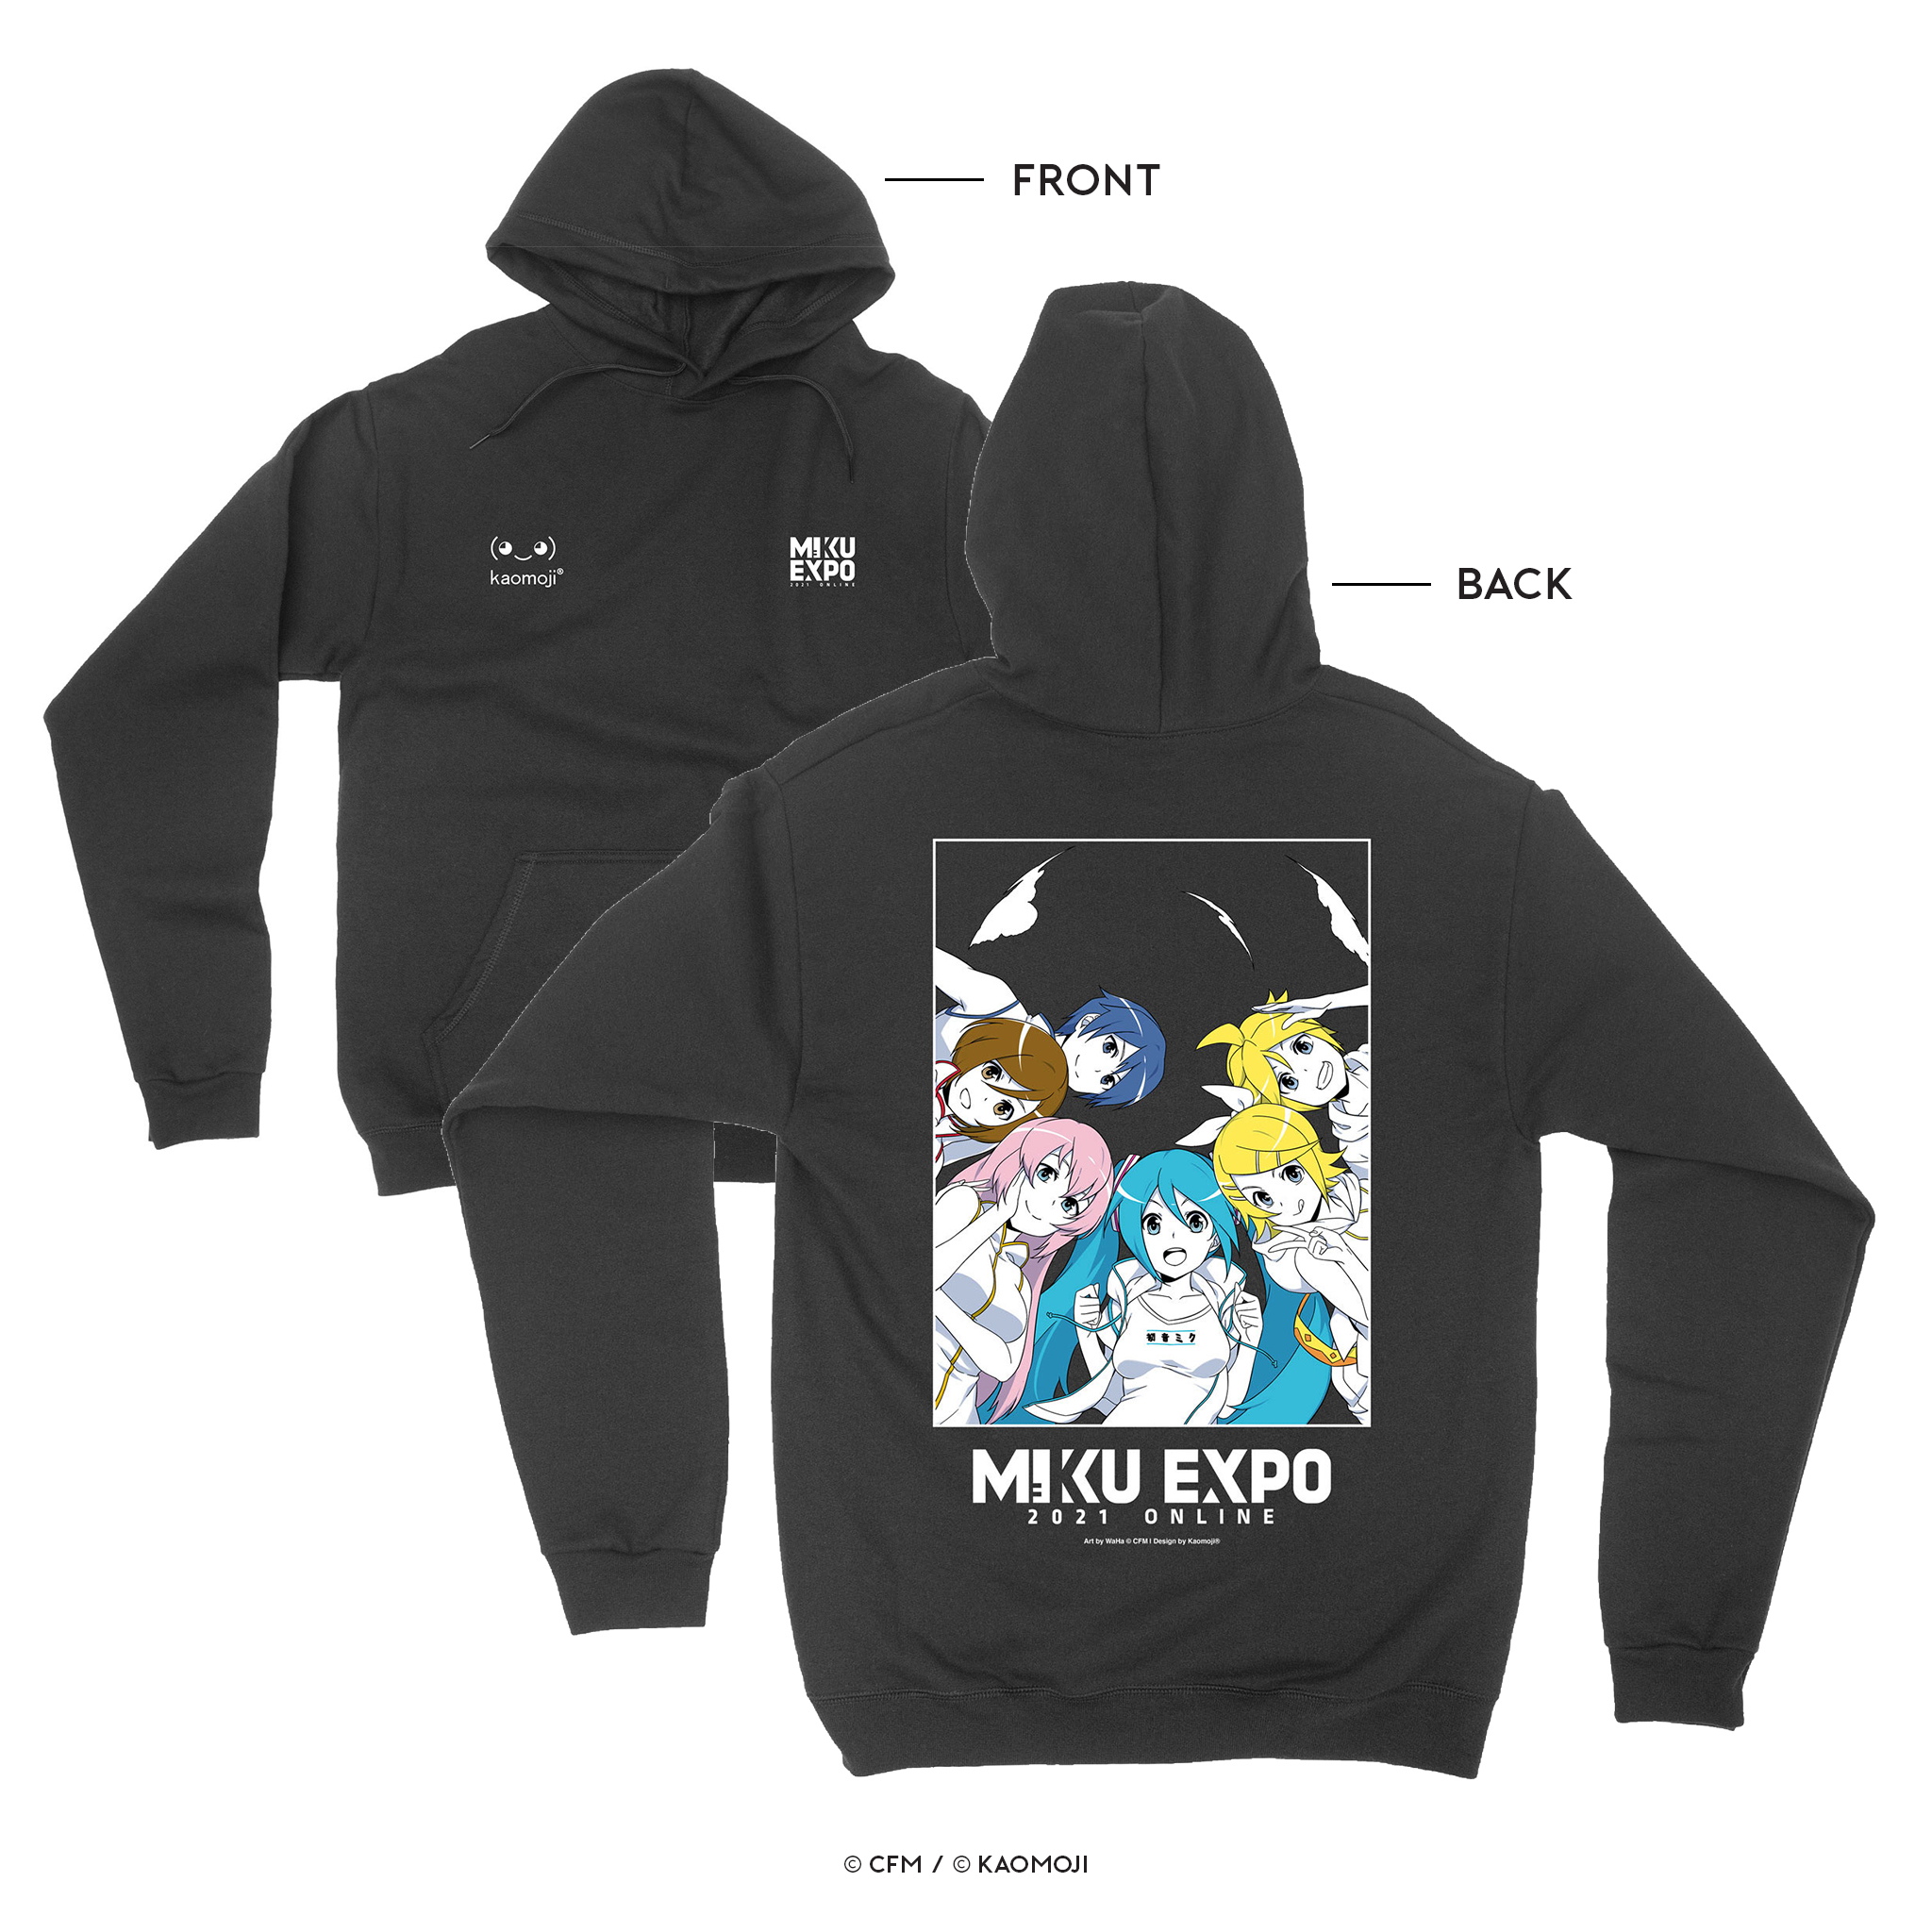 FRONT
kaomoji®
MIKU
EXPO
2021 ONLINE
BACK
初音ミク
MIKU EXPO
2021 ONLINE
Art by WaHa © CFM | Design by Kaomoji®
© CFM / © KAOMOJI